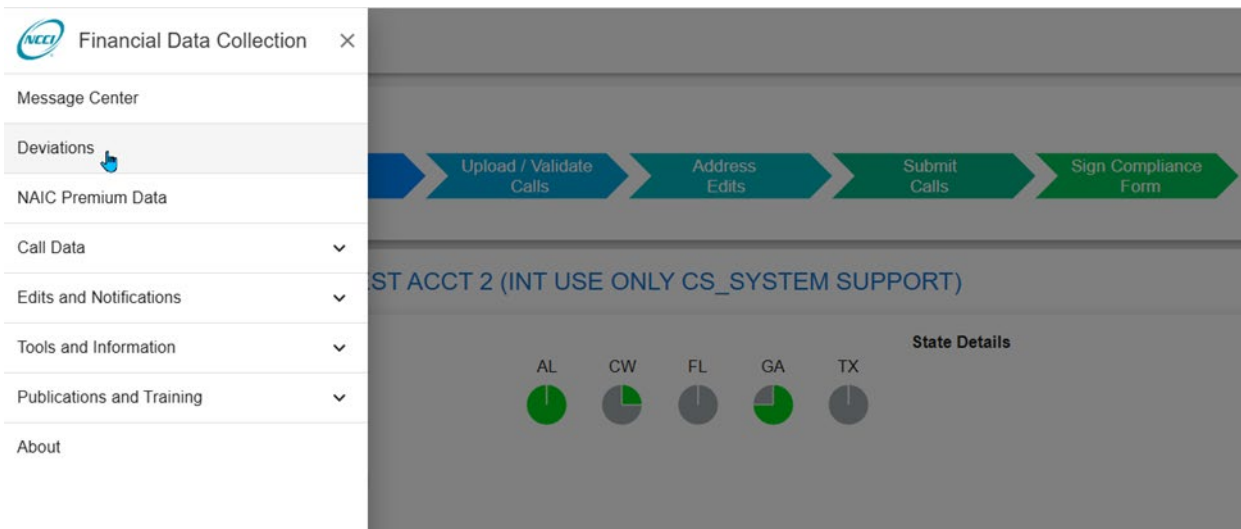 NCCI
Financial Data Collection
Message Center
Deviations
NAIC Premium Data
Call Data
Edits and Notifications
Tools and Information
Publications and Training
About
Upload / Validate
Calls
Address
Edits
Submit
Calls
Sign Compliance
Form
ST ACCT 2 (INT USE ONLY CS_SYSTEM SUPPORT)
State Details
AL CW FL GA TX